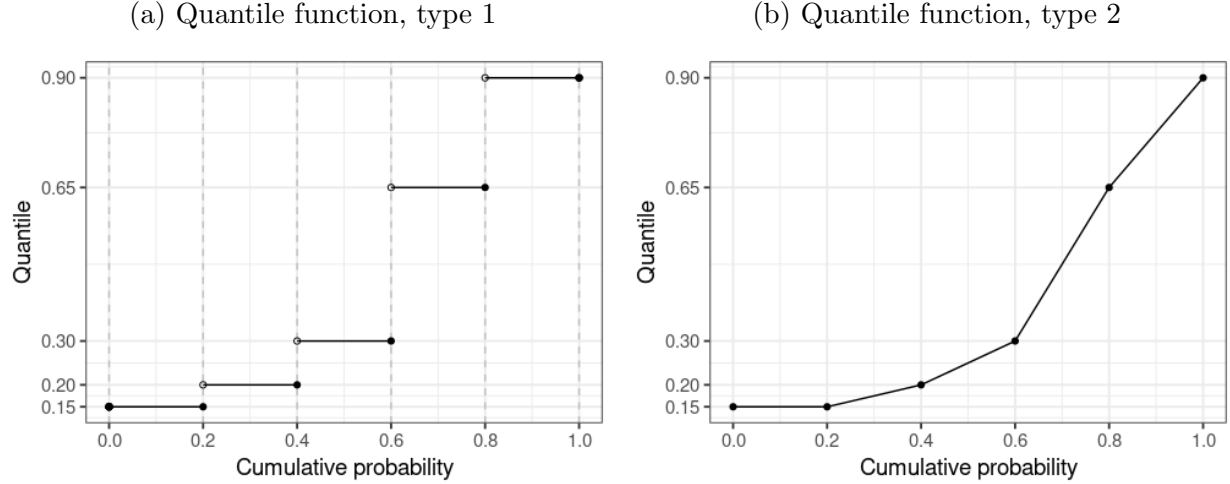 (a) Quantile function, type 1
0.90
0.65
0.30
0.20
0.15
Quantile
0.0 0.2 0.4 0.6 0.8 1.0
Cumulative probability
(b) Quantile function, type 2
0.90
0.65
0.30
0.20
0.15
Quantile
0.0 0.2 0.4 0.6 0.8 1.0
Cumulative probability